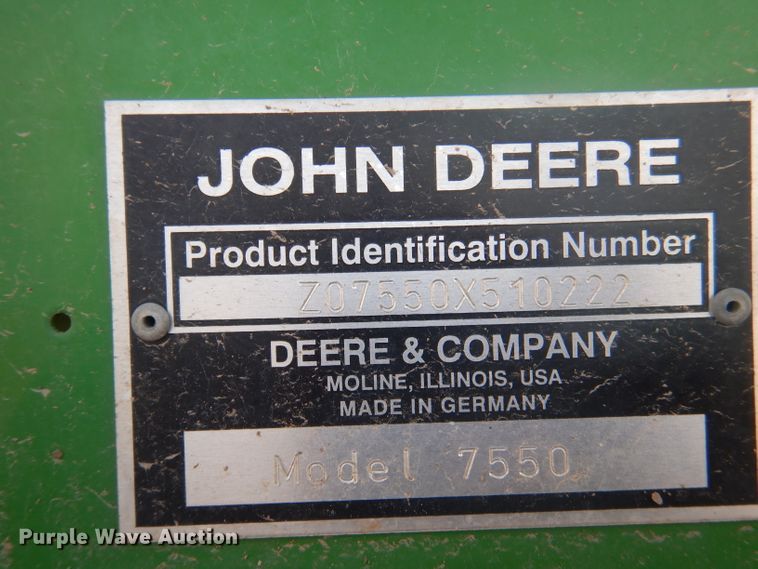 JOHN DEERE
Product Identification Number
Z07550X510222
DEERE & COMPANY
MOLINE, ILLINOIS, USA
MADE IN GERMANY
Model 7550
Purple Wave Auction